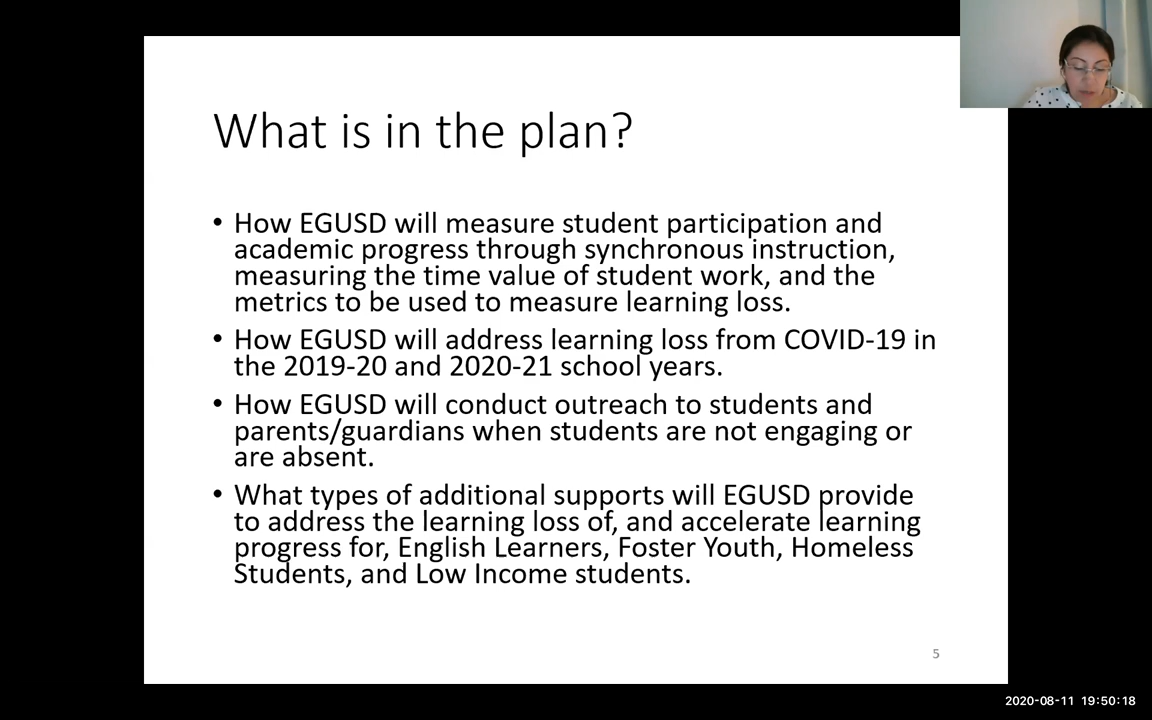 What is in the plan?
• How EGUSD will measure student participation and
academic progress through synchronous instruction,
measuring the time value of student work, and the
metrics to be used to measure learning loss.
• How EGUSD will address learning loss from COVID-19 in
the 2019-20 and 2020-21 school years.
• How EGUSD will conduct outreach to students and
parents/guardians when students are not engaging or
are absent.
• What types of additional supports will EGUSD provide
to address the learning loss of, and accelerate learning
progress for, English Learners, Foster Youth, Homeless
Students, and Low Income students.
5
2020-08-11 19:50:18